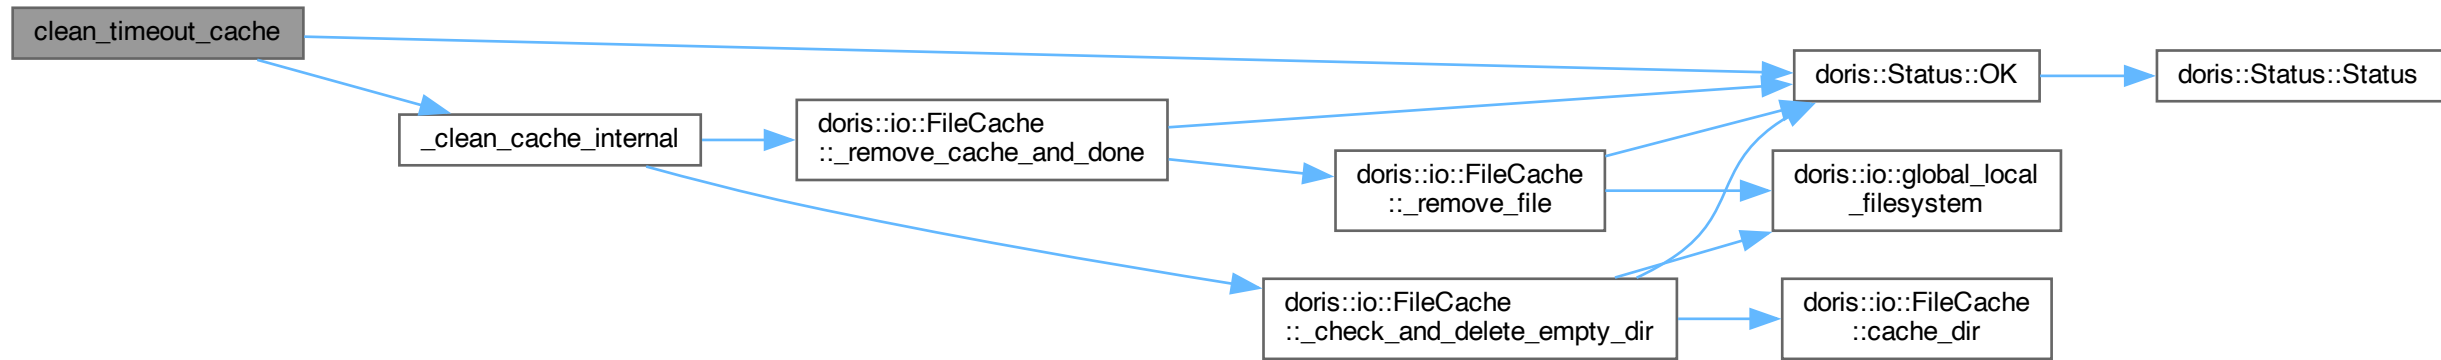 clean_timeout_cache
_clean_cache_internal
doris::io::FileCache
::_remove_cache_and_done
doris::io::FileCache
::_remove_file
doris::io::FileCache
::_check_and_delete_empty_dir
doris::Status::OK
doris::io::global_local
_filesystem
doris::io::FileCache
::cache_dir
doris::Status::Status